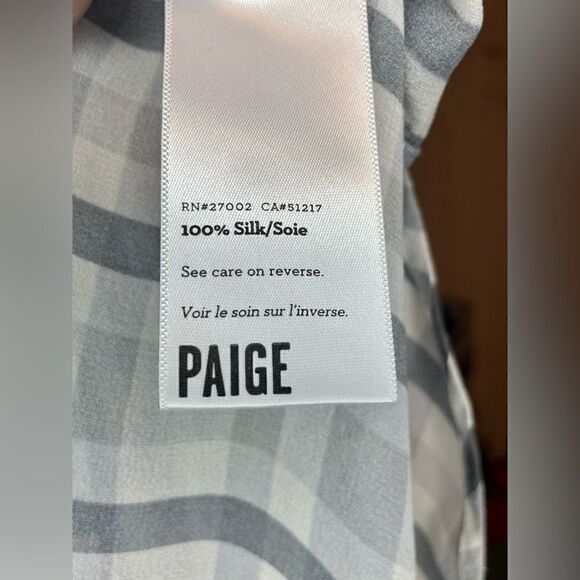 RN#27002 CA#51217
100% Silk/Soie
See care on reverse.
Voir le soin sur l'inverse.
PAIGE